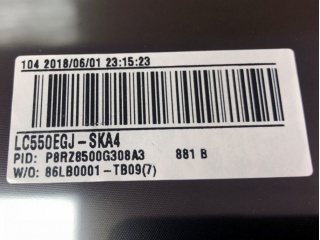 104 2018/06/01 23:15:23
LC550EGJ-SKA4
PID: P8RZ8500G308A3 881 B
W/O: 86LB0001-TB09(7)